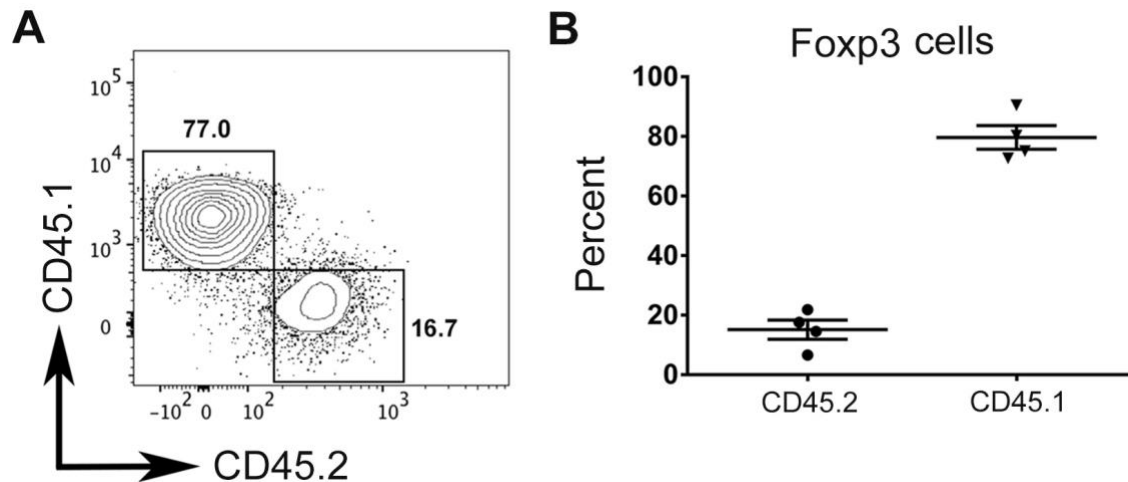 A
77.0
16.7
10^5
10^4
10^3
0
CD45.1
-10^2 0 10^2 10^3
CD45.2
B
Foxp3 cells
100
80
60
40
20
0
Percent
CD45.2 CD45.1